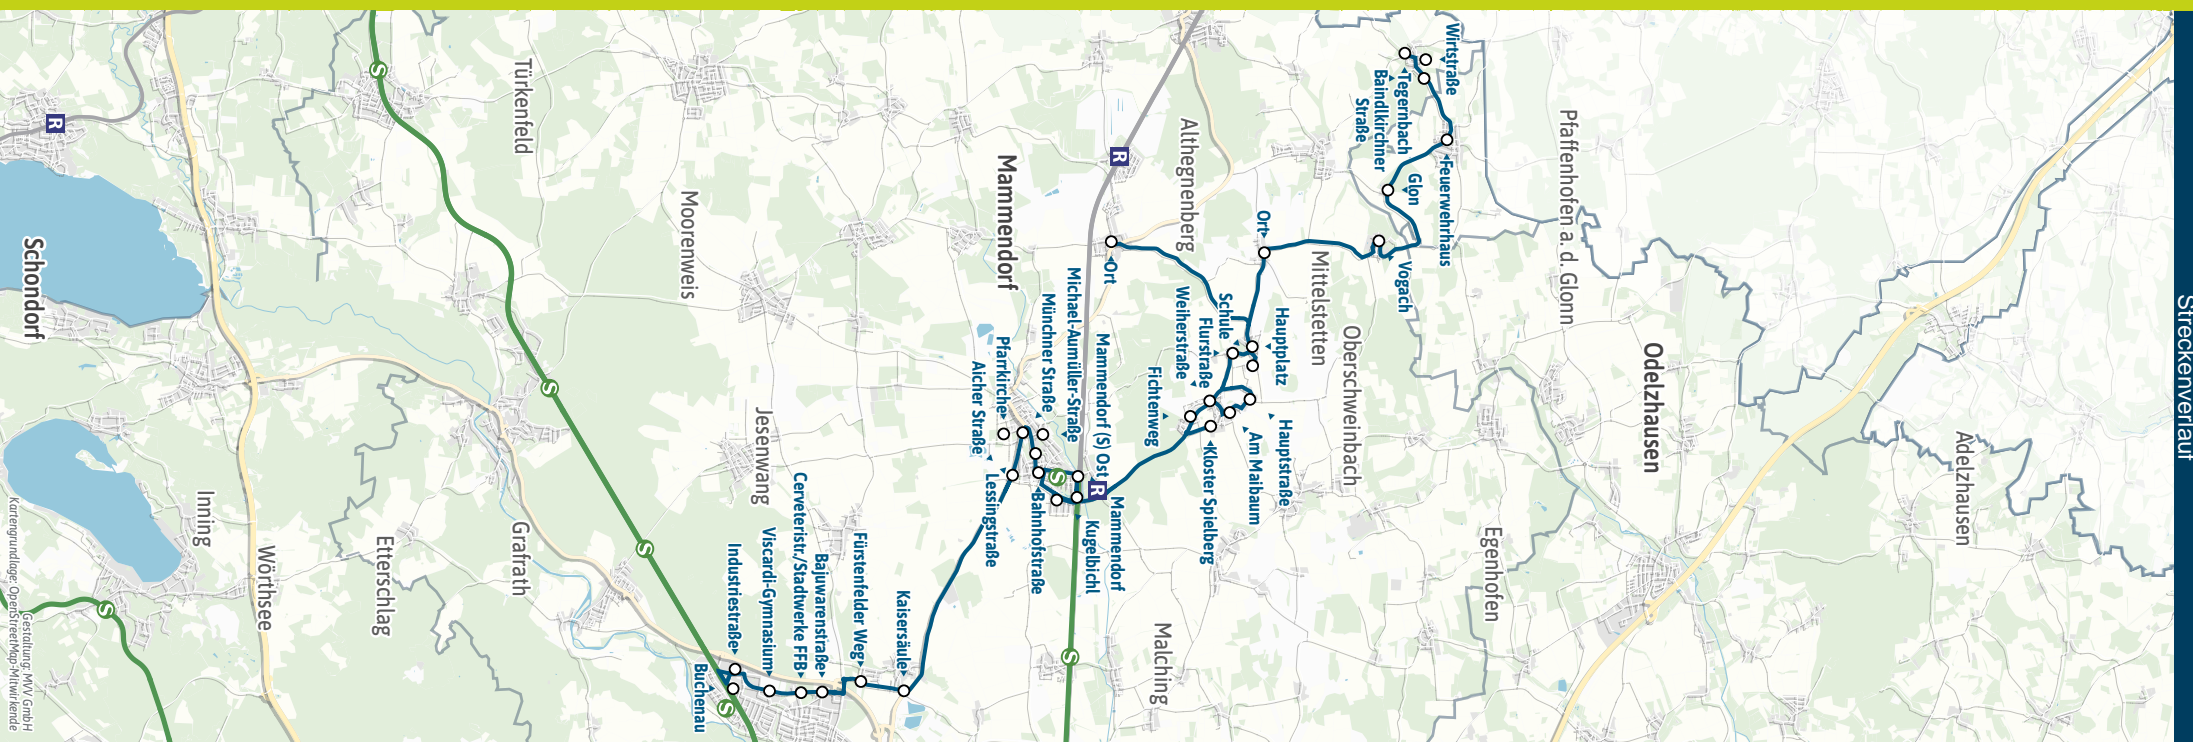 Streckenverlauf
Adelzhausen
Odelzhausen
Pfaffenhofen a. d. Glonn
Egenhofen
Wirtstraße
Tegernbach
Baindlkirchner
Straße
Feuerwehrhaus
Glon
Vogach
Oberschweinbach
Mittelstetten
Ort
Hauptplatz
Hauptstraße
Am Maibaum
Schule
Flurstraße
Kloster Spielberg
Weiherstraße
Althegnenberg
Fichtenweg
Malching
R
Ort
Mammendorf
Mammendorf (S) Ost
R
Kugelbichl
Michael-Aumüller-Straße
Münchner Straße
Bahnhofstraße
S
S
Mammendorf
Pfarrkirche
Lessingstraße
Aicher Straße
Kaisersäule
Fürstenfelder Weg
Bajuwarenstraße
Cerveteristr./Stadtwerke FFB
Viscardi-Gymnasium
Industriestraße
Buchenau
S
Jesenwang
Moorenweis
S
S
Türkenfeld
Grafrath
S
Etterschlag
Wörthsee
Inning
S
R
Schondorf
Gestaltung: MVV GmbH
Kartengrundlage: OpenStreetMap-Mitwirkende